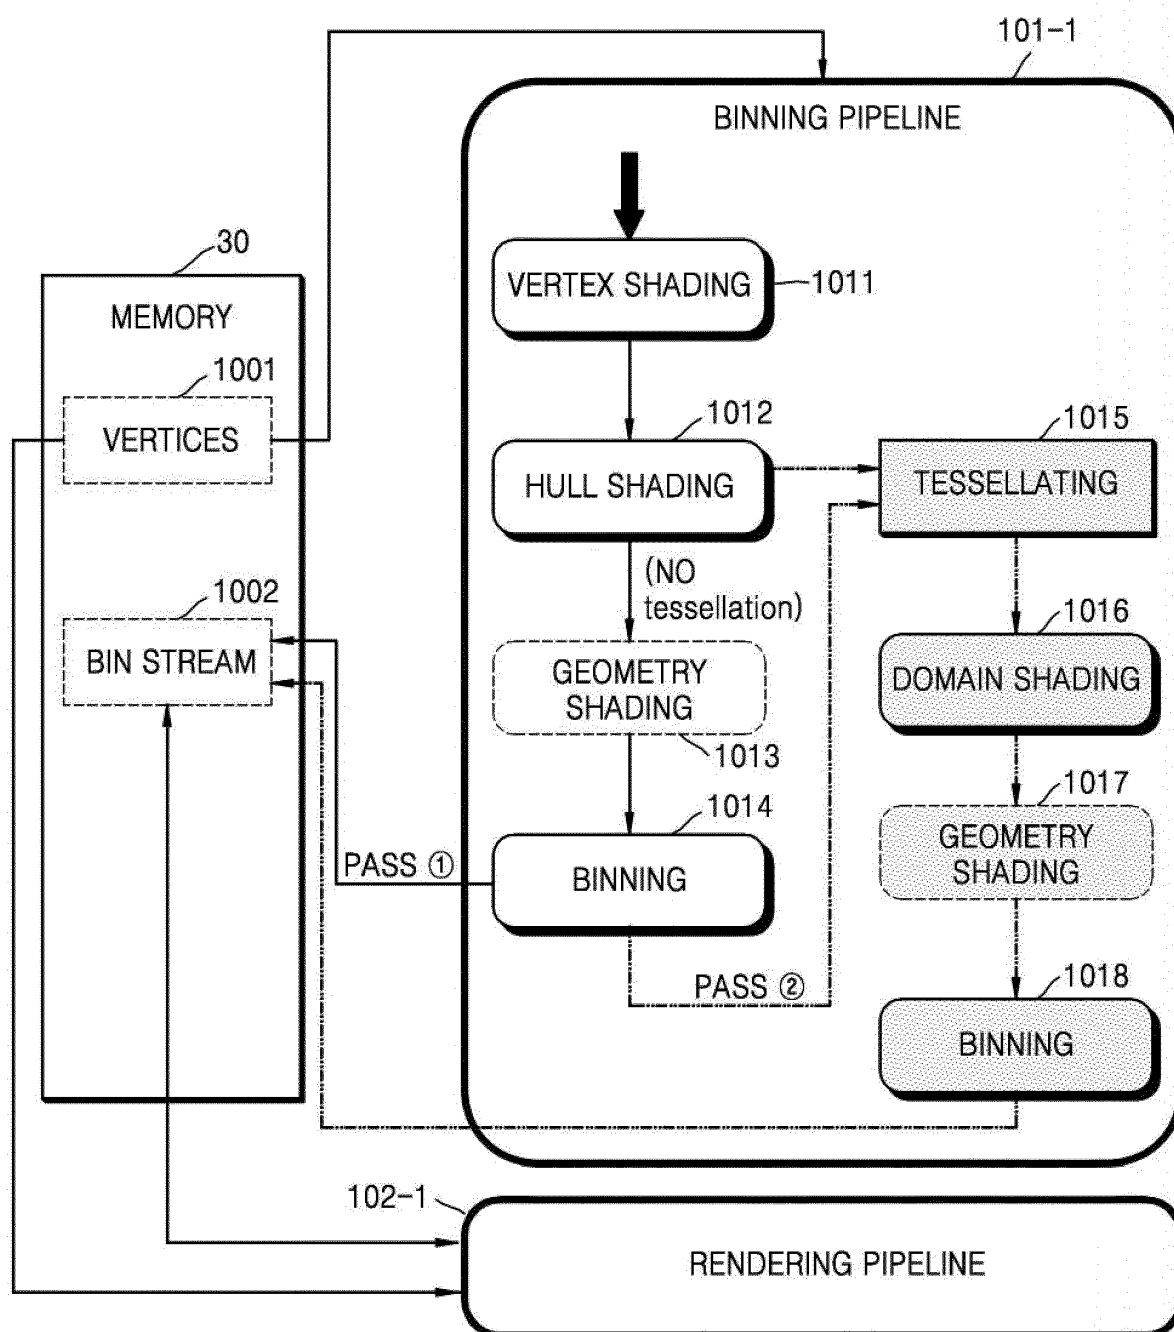 101-1
BINNING PIPELINE
30
MEMORY
VERTEX SHADING
1011
1001
VERTICES
1012
HULL SHADING
1015
TESSELLATING
(NO
tessellation)
1002
BIN STREAM
1016
DOMAIN SHADING
GEOMETRY
SHADING
1013
1017
GEOMETRY
SHADING
1014
BINNING
PASS ①
PASS ②
1018
BINNING
102-1
RENDERING PIPELINE